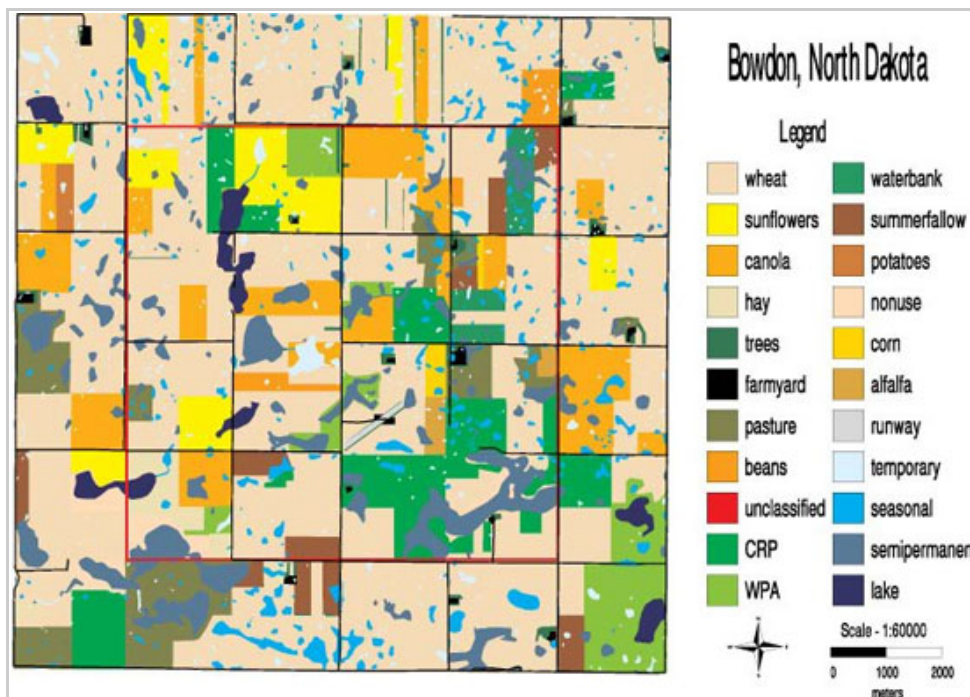 Bowdon, North Dakota
Legend
wheat
waterbank
sunflowers
summerfallow
canola
potatoes
hay
nonuse
trees
corn
farmyard
alfalfa
pasture
runway
beans
temporary
unclassified
seasonal
CRP
semipermanen
WPA
lake
Scale - 1:60000
0
1000
2000
meters